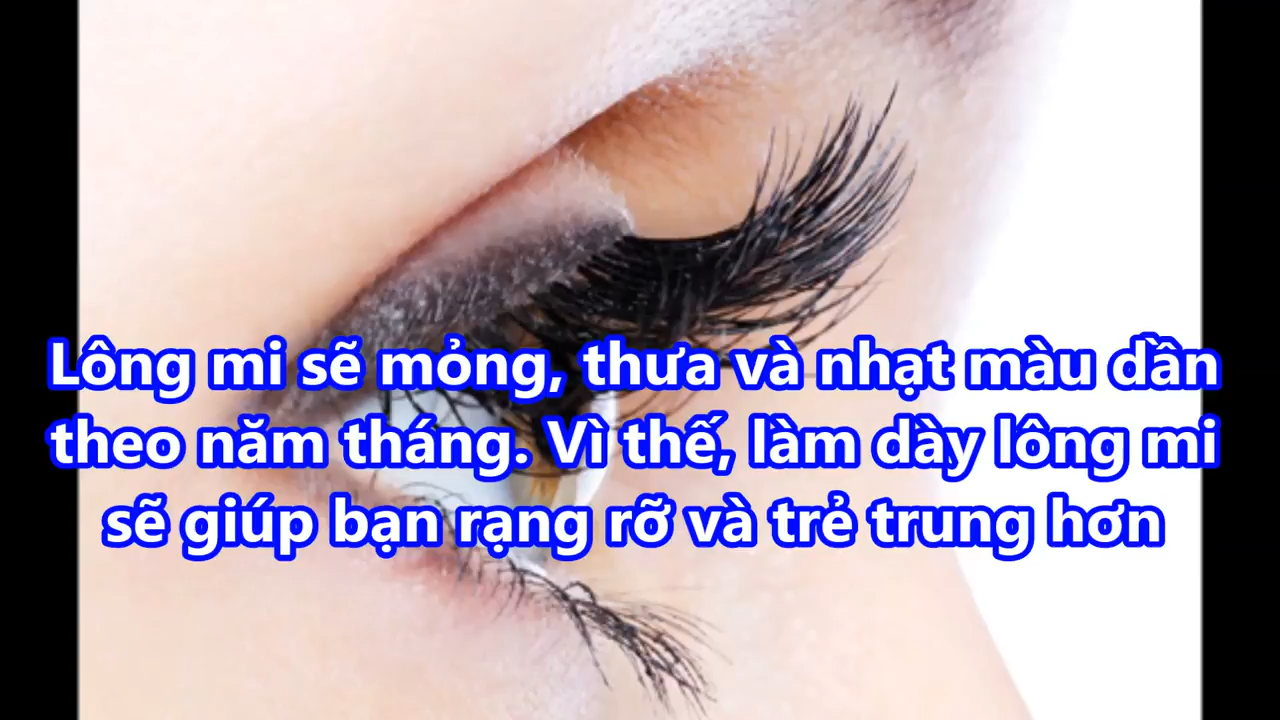 Lông mi sẽ mỏng, thưa và nhạt màu dần
theo năm tháng. Vì thế, làm dày lông mi
sẽ giúp bạn rạng rỡ và trẻ trung hơn